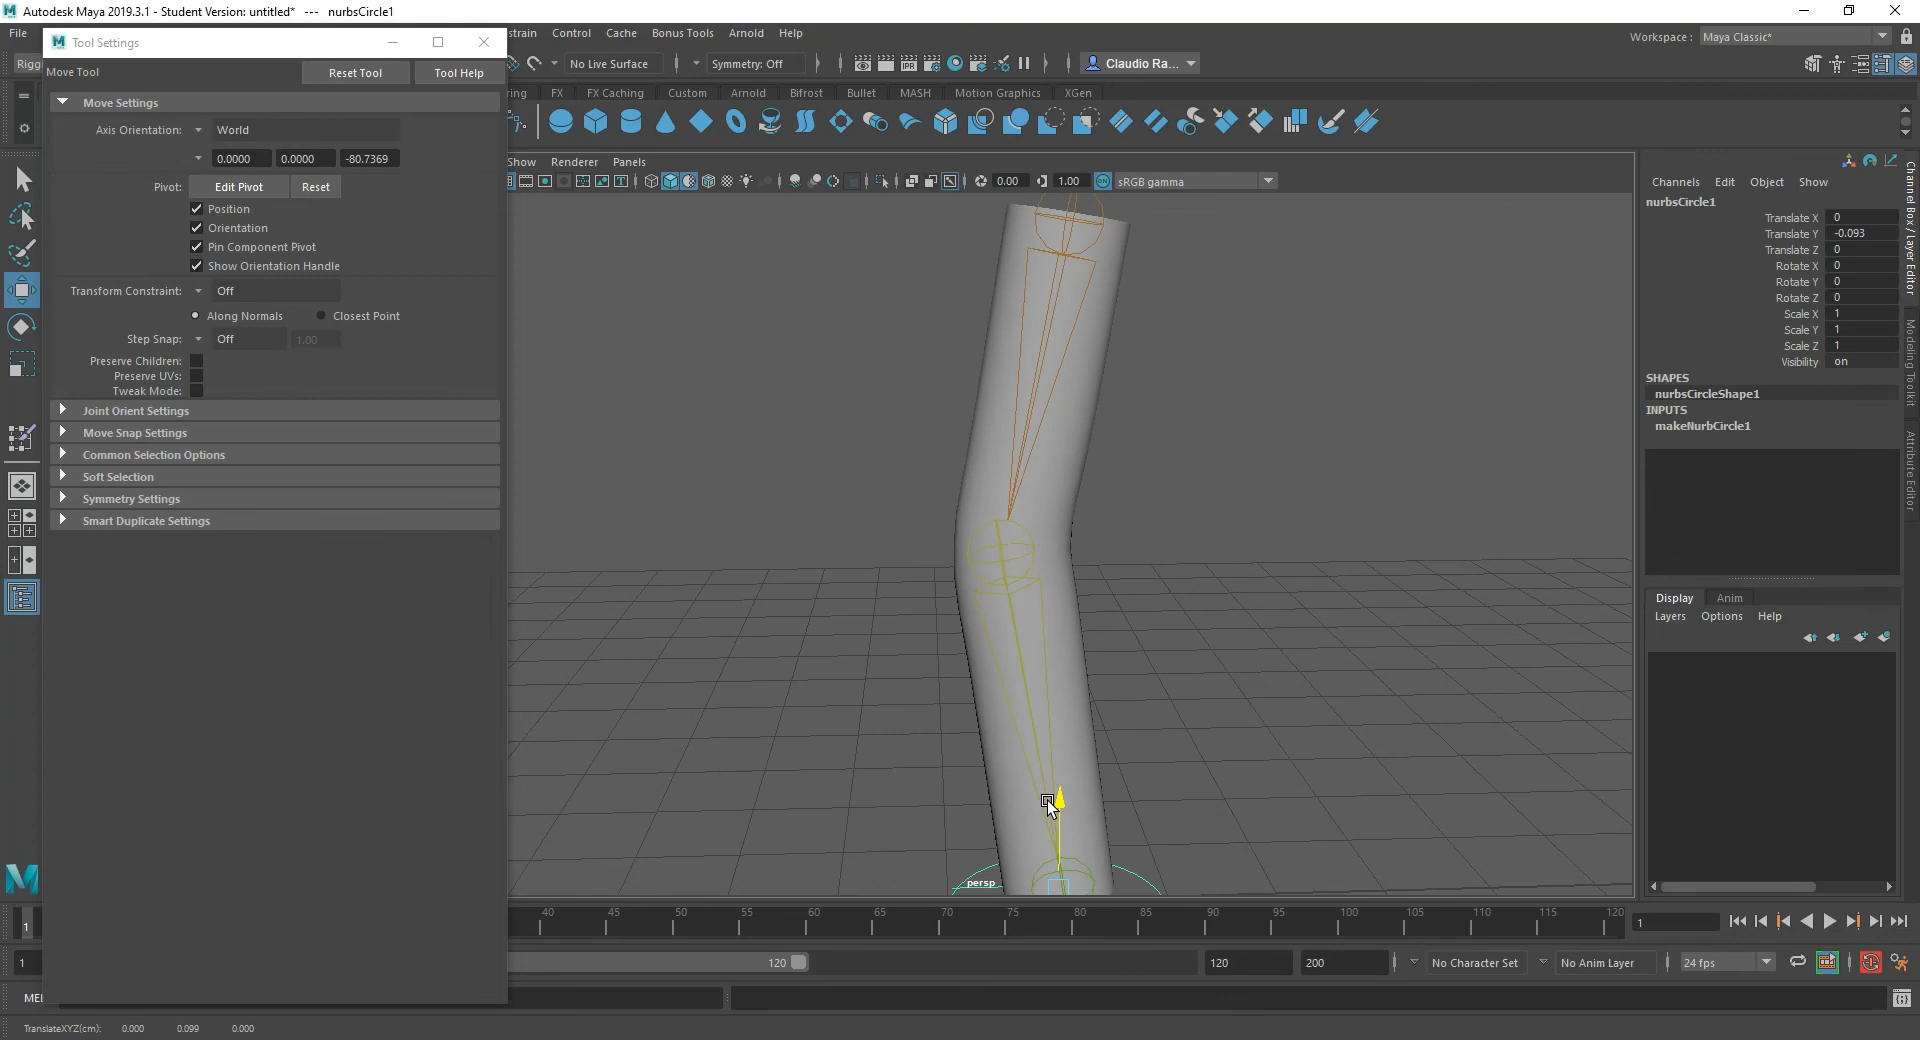 Autodesk Maya 2019.3.1 - Student Version: untitled* --- nurbsCircle1
File
strain Control Cache Bonus Tools Arnold Help
Workspace : Maya Classic*
Tool Settings
Rigg
No Live Surface
Symmetry: Off
IPR
Claudio Ra...
Move Tool
Reset Tool
Tool Help
ring FX FX Caching Custom Arnold Bifrost Bullet MASH Motion Graphics XGen
Move Settings
Axis Orientation: World
0.0000 0.0000 -80.7369
Pivot: Edit Pivot Reset
Position
Orientation
Pin Component Pivot
Show Orientation Handle
Transform Constraint: Off
Along Normals Closest Point
Step Snap: Off 1.00
Preserve Children:
Preserve UVs:
Tweak Mode:
Joint Orient Settings
Move Snap Settings
Common Selection Options
Soft Selection
Symmetry Settings
Smart Duplicate Settings
Show Renderer Panels
0.00 1.00 ON sRGB gamma
persp
Channels Edit Object Show
nurbsCircle1
Translate X 0
Translate Y -0.093
Translate Z 0
Rotate X 0
Rotate Y 0
Rotate Z 0
Scale X 1
Scale Y 1
Scale Z 1
Visibility on
SHAPES
nurbsCircleShape1
INPUTS
makeNurbCircle1
Channel Box / Layer Editor
Modeling Toolkit
Attribute Editor
Display Anim
Layers Options Help
1 40 45 50 55 60 65 70 75 80 85 90 95 100 105 110 115 120 1
1 120 120 200 No Character Set No Anim Layer 24 fps
MEL
TranslateXYZ(cm): 0.000 0.099 0.000